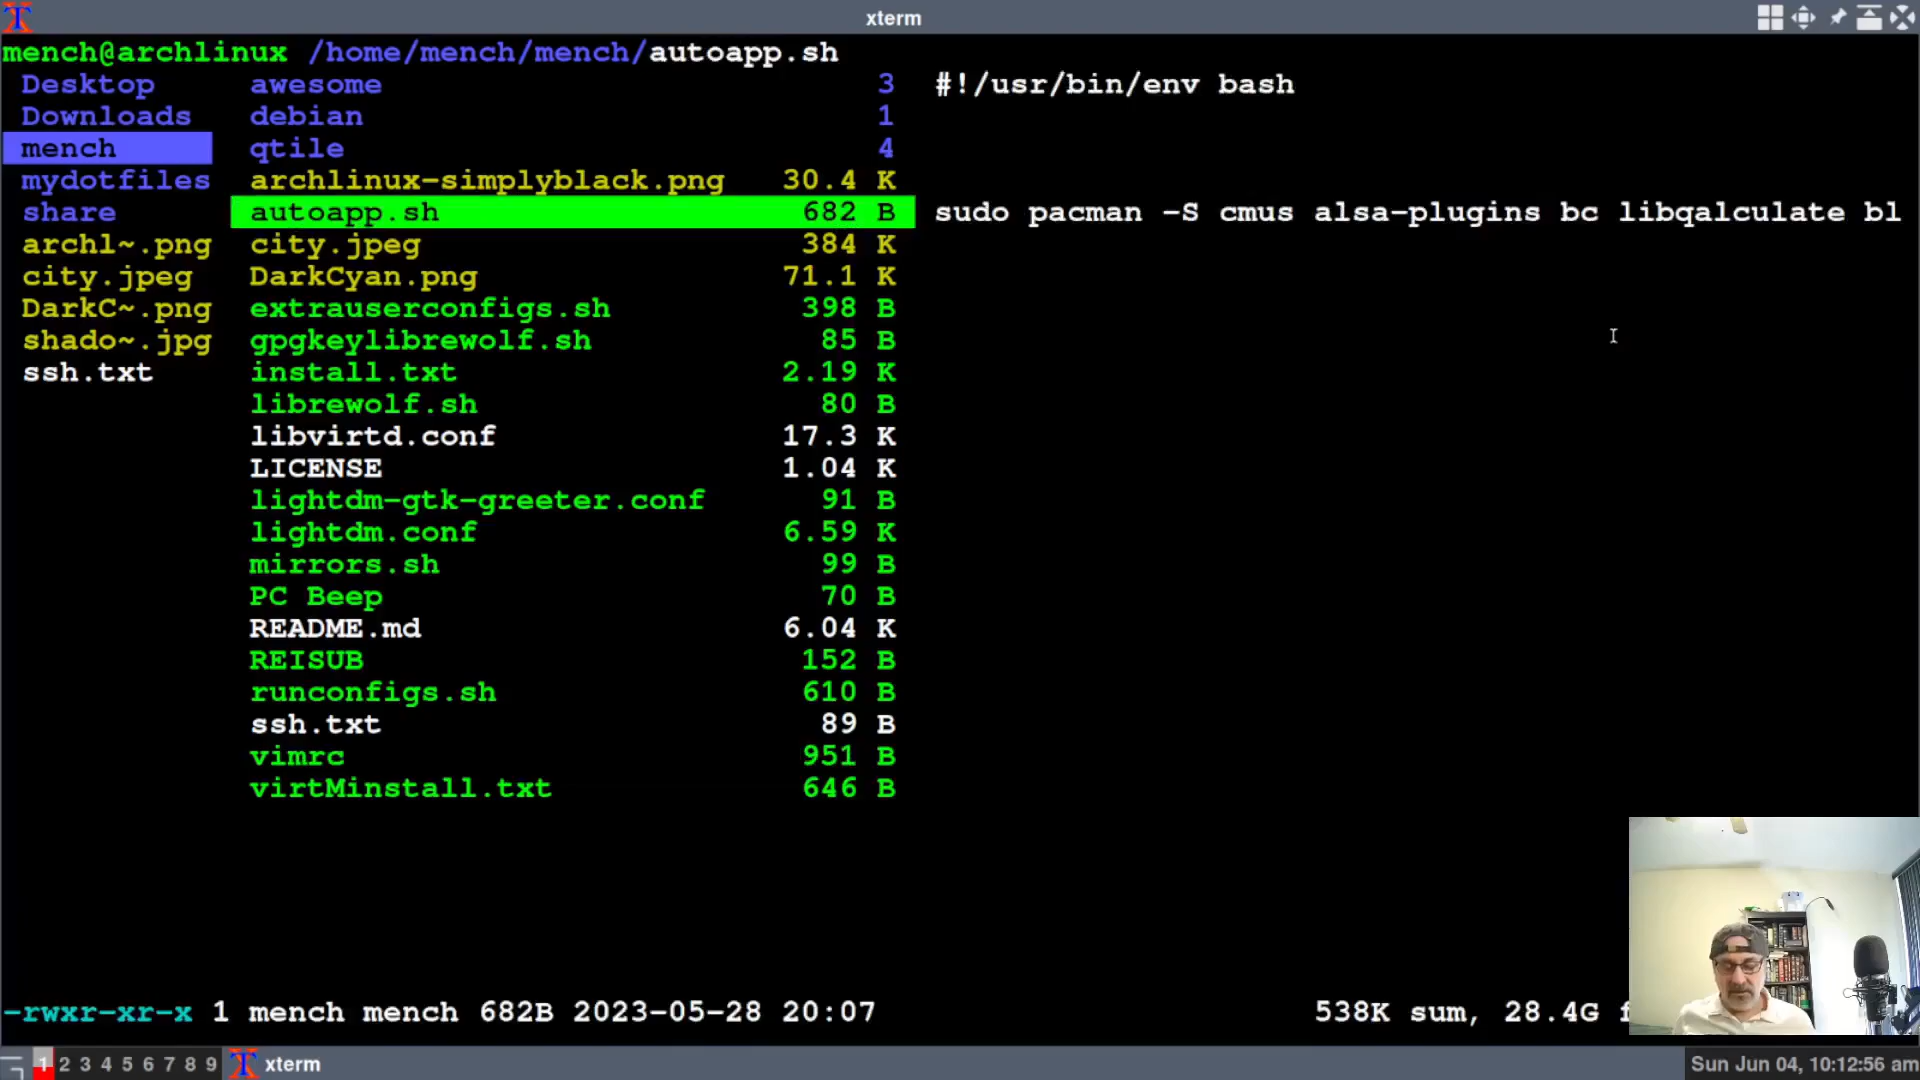 xterm
mench@archlinux /home/mench/mench/autoapp.sh
Desktop awesome 3 #!/usr/bin/env bash
Downloads debian 1
mench qtile 4
mydotfiles archlinux-simplyblack.png 30.4 K
share autoapp.sh 682 B sudo pacman -S cmus alsa-plugins bc libqalculate bl
archl~.png city.jpeg 384 K
city.jpeg DarkCyan.png 71.1 K
DarkC~.png extrauserconfigs.sh 398 B
shado~.jpg gpgkeylibrewolf.sh 85 B
ssh.txt install.txt 2.19 K
librewolf.sh 80 B
libvirtd.conf 17.3 K
LICENSE 1.04 K
lightdm-gtk-greeter.conf 91 B
lightdm.conf 6.59 K
mirrors.sh 99 B
PC Beep 70 B
README.md 6.04 K
REISUB 152 B
runconfigs.sh 610 B
ssh.txt 89 B
vimrc 951 B
virtMinstall.txt 646 B
-rwxr-xr-x 1 mench mench 682B 2023-05-28 20:07 538K sum, 28.4G f
1 2 3 4 5 6 7 8 9 xterm Sun Jun 04, 10:12:56 am